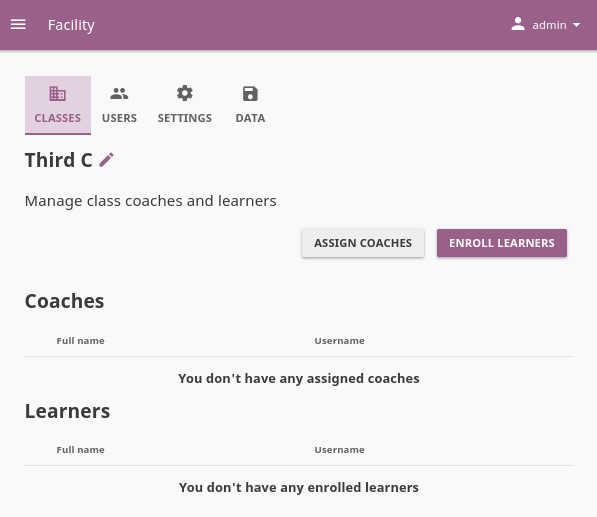 Facility
admin
CLASSES USERS SETTINGS DATA
Third C
Manage class coaches and learners
ASSIGN COACHES ENROLL LEARNERS
Coaches
Full name Username
You don't have any assigned coaches
Learners
Full name Username
You don't have any enrolled learners